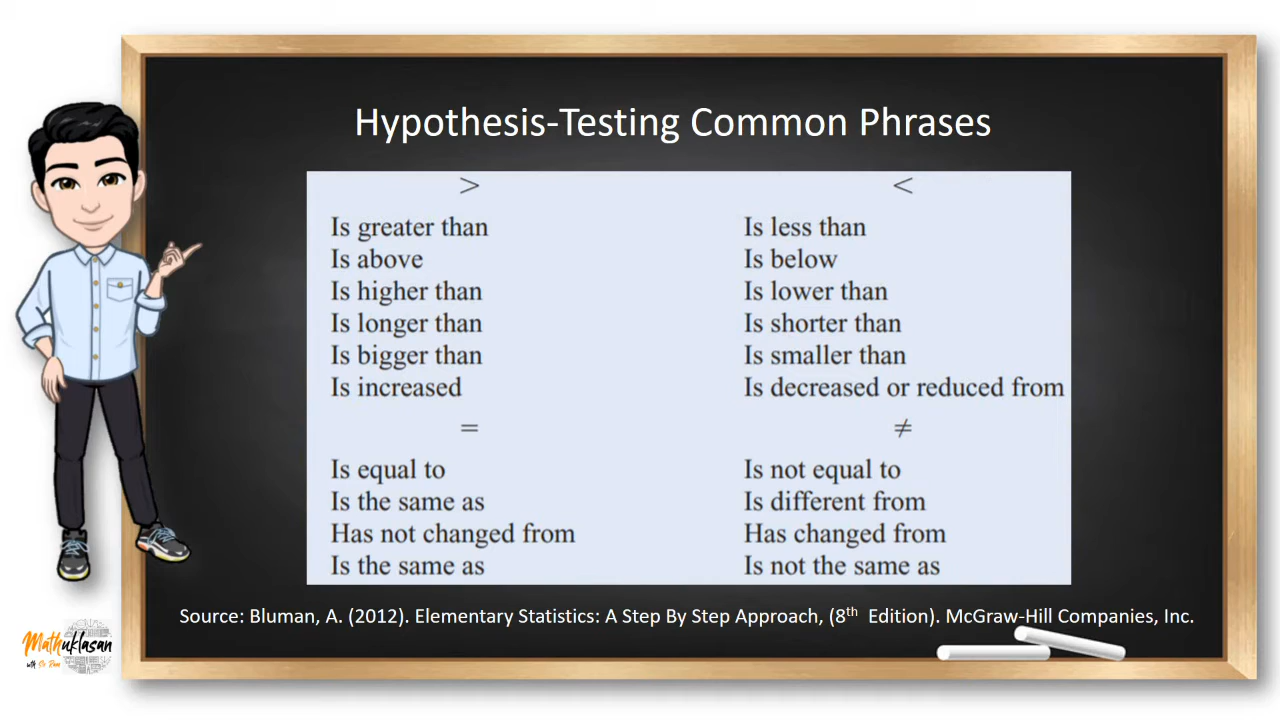 Hypothesis-Testing Common Phrases
> <
Is greater than Is less than
Is above Is below
Is higher than Is lower than
Is longer than Is shorter than
Is bigger than Is smaller than
Is increased Is decreased or reduced from
= ≠
Is equal to Is not equal to
Is the same as Is different from
Has not changed from Has changed from
Is the same as Is not the same as
Source: Bluman, A. (2012). Elementary Statistics: A Step By Step Approach, (8th Edition). McGraw-Hill Companies, Inc.
Mathuklasan
with Sir Ram